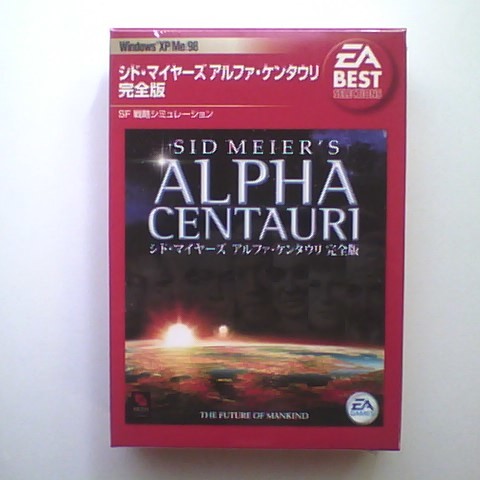 Windows XP/Me/98
シド・マイヤーズ アルファ・ケンタウリ
完全版
SF 戦略シミュレーション
EA
BEST
SELECTIONS
SID MEIER'S
ALPHA
CENTAURI
シド・マイヤーズ アルファ・ケンタウリ 完全版
THE FUTURE OF MANKIND
EA
GAMES